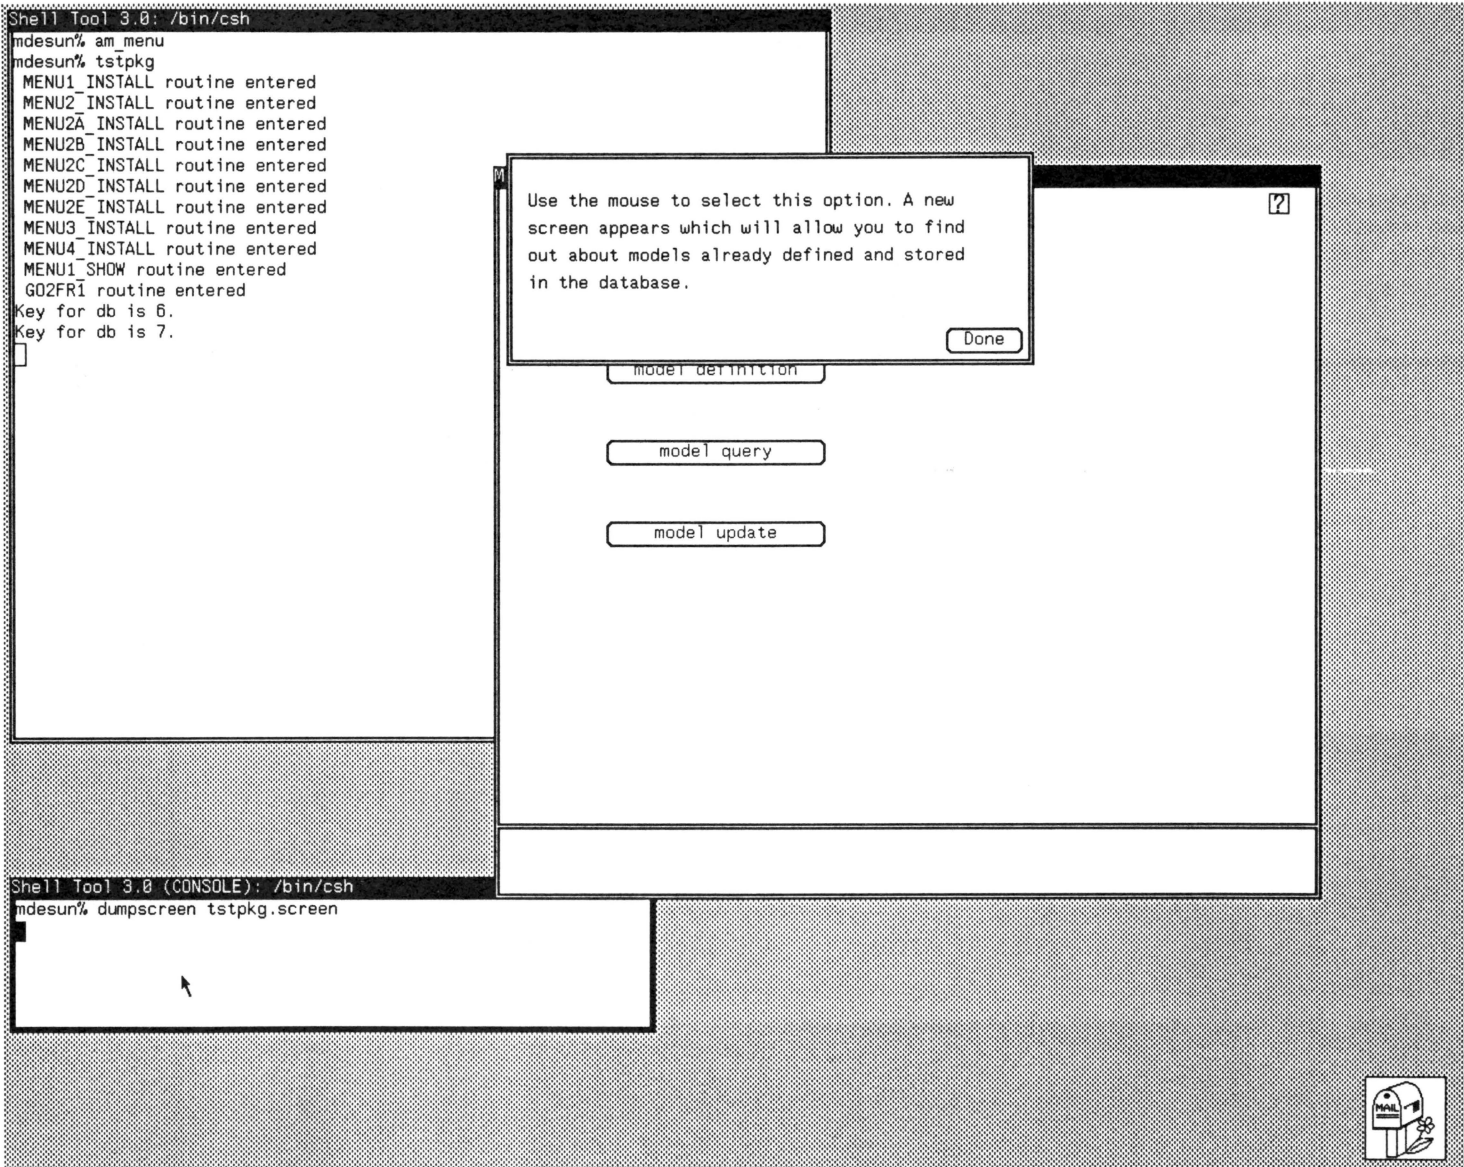 Shell Tool 3.0: /bin/csh
mdesun% am_menu
mdesun% tstpkg
MENU1_INSTALL routine entered
MENU2_INSTALL routine entered
MENU2A_INSTALL routine entered
MENU2B_INSTALL routine entered
MENU2C_INSTALL routine entered
MENU2D_INSTALL routine entered
MENU2E_INSTALL routine entered
MENU3_INSTALL routine entered
MENU4_INSTALL routine entered
MENU1_SHOW routine entered
GO2FR1 routine entered
Key for db is 6.
Key for db is 7.
M
Use the mouse to select this option. A new
screen appears which will allow you to find
out about models already defined and stored
in the database.
Done
?
model definition
model query
model update
Shell Tool 3.0 (CONSOLE): /bin/csh
mdesun% dumpscreen tstpkg.screen
MAIL